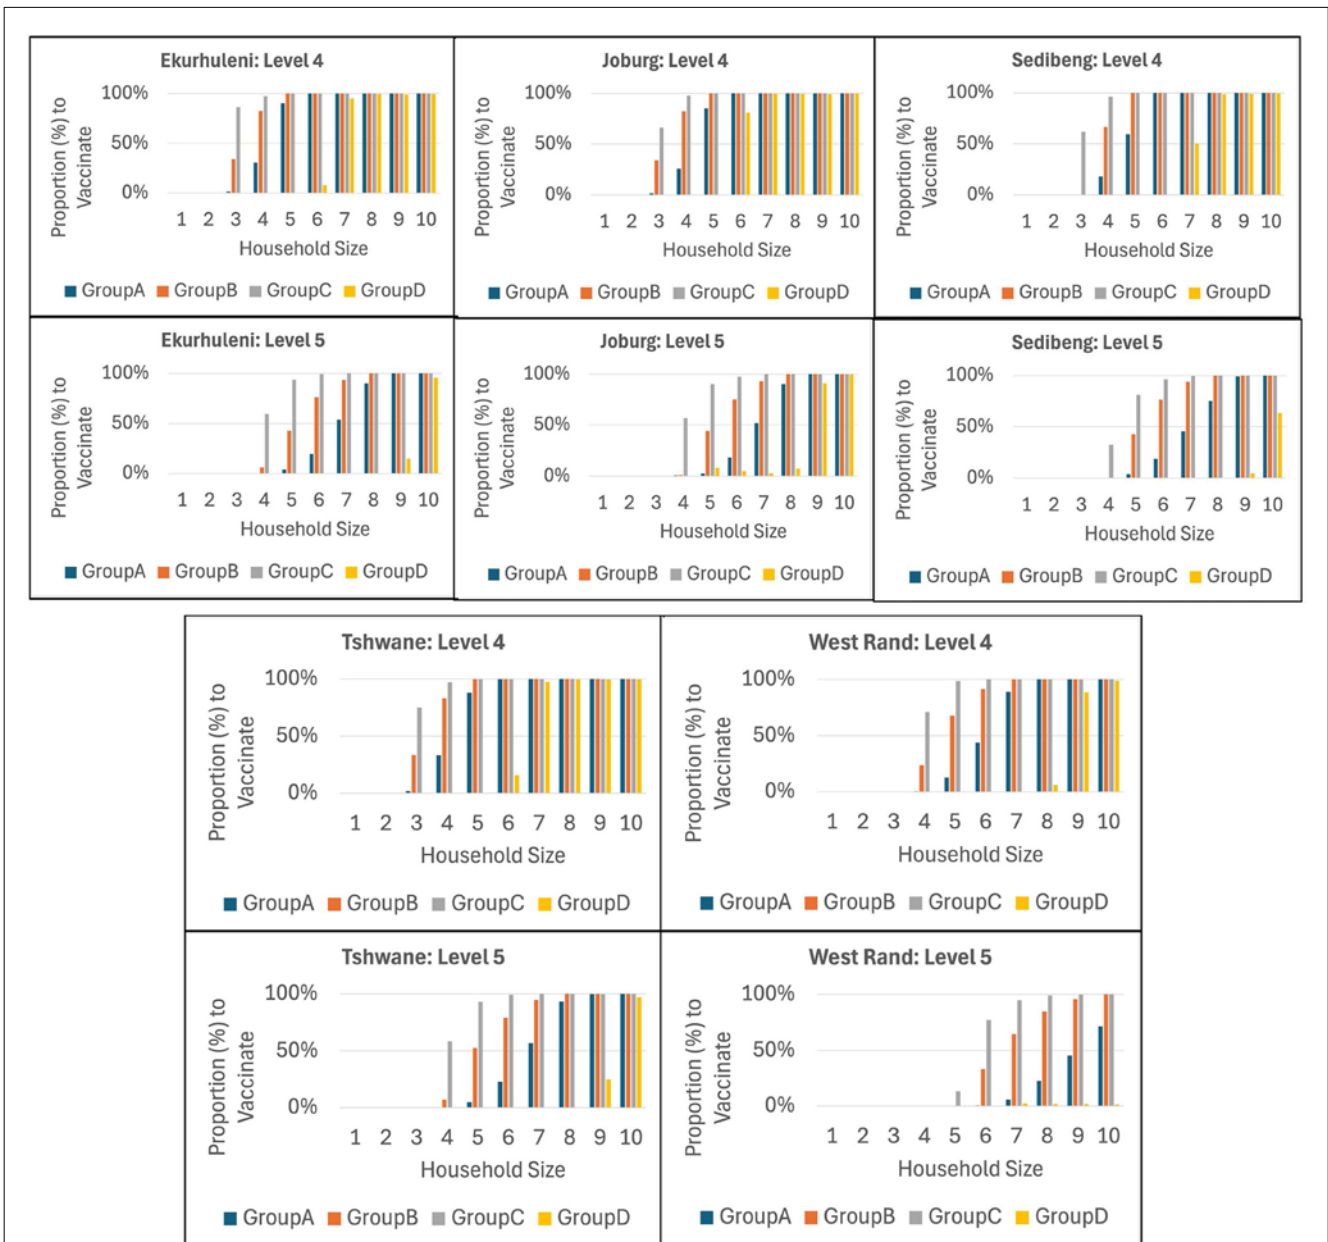 Ekurhuleni: Level 4
Proportion (%) to
Vaccinate
100%
50%
0%
1 2 3 4 5 6 7 8 9 10
Household Size
GroupA GroupB GroupC GroupD
Joburg: Level 4
Proportion (%) to
Vaccinate
100%
50%
0%
1 2 3 4 5 6 7 8 9 10
Household Size
GroupA GroupB GroupC GroupD
Sedibeng: Level 4
Proportion (%) to
Vaccinate
100%
50%
0%
1 2 3 4 5 6 7 8 9 10
Household Size
GroupA GroupB GroupC GroupD
Ekurhuleni: Level 5
Proportion (%) to
Vaccinate
100%
50%
0%
1 2 3 4 5 6 7 8 9 10
Household Size
GroupA GroupB GroupC GroupD
Joburg: Level 5
Proportion (%) to
Vaccinate
100%
50%
0%
1 2 3 4 5 6 7 8 9 10
Household Size
GroupA GroupB GroupC GroupD
Sedibeng: Level 5
Proportion (%) to
Vaccinate
100%
50%
0%
1 2 3 4 5 6 7 8 9 10
Household Size
GroupA GroupB GroupC GroupD
Tshwane: Level 4
Proportion (%) to
Vaccinate
100%
50%
0%
1 2 3 4 5 6 7 8 9 10
Household Size
GroupA GroupB GroupC GroupD
West Rand: Level 4
Proportion (%) to
Vaccinate
100%
50%
0%
1 2 3 4 5 6 7 8 9 10
Household Size
GroupA GroupB GroupC GroupD
Tshwane: Level 5
Proportion (%) to
Vaccinate
100%
50%
0%
1 2 3 4 5 6 7 8 9 10
Household Size
GroupA GroupB GroupC GroupD
West Rand: Level 5
Proportion (%) to
Vaccinate
100%
50%
0%
1 2 3 4 5 6 7 8 9 10
Household Size
GroupA GroupB GroupC GroupD